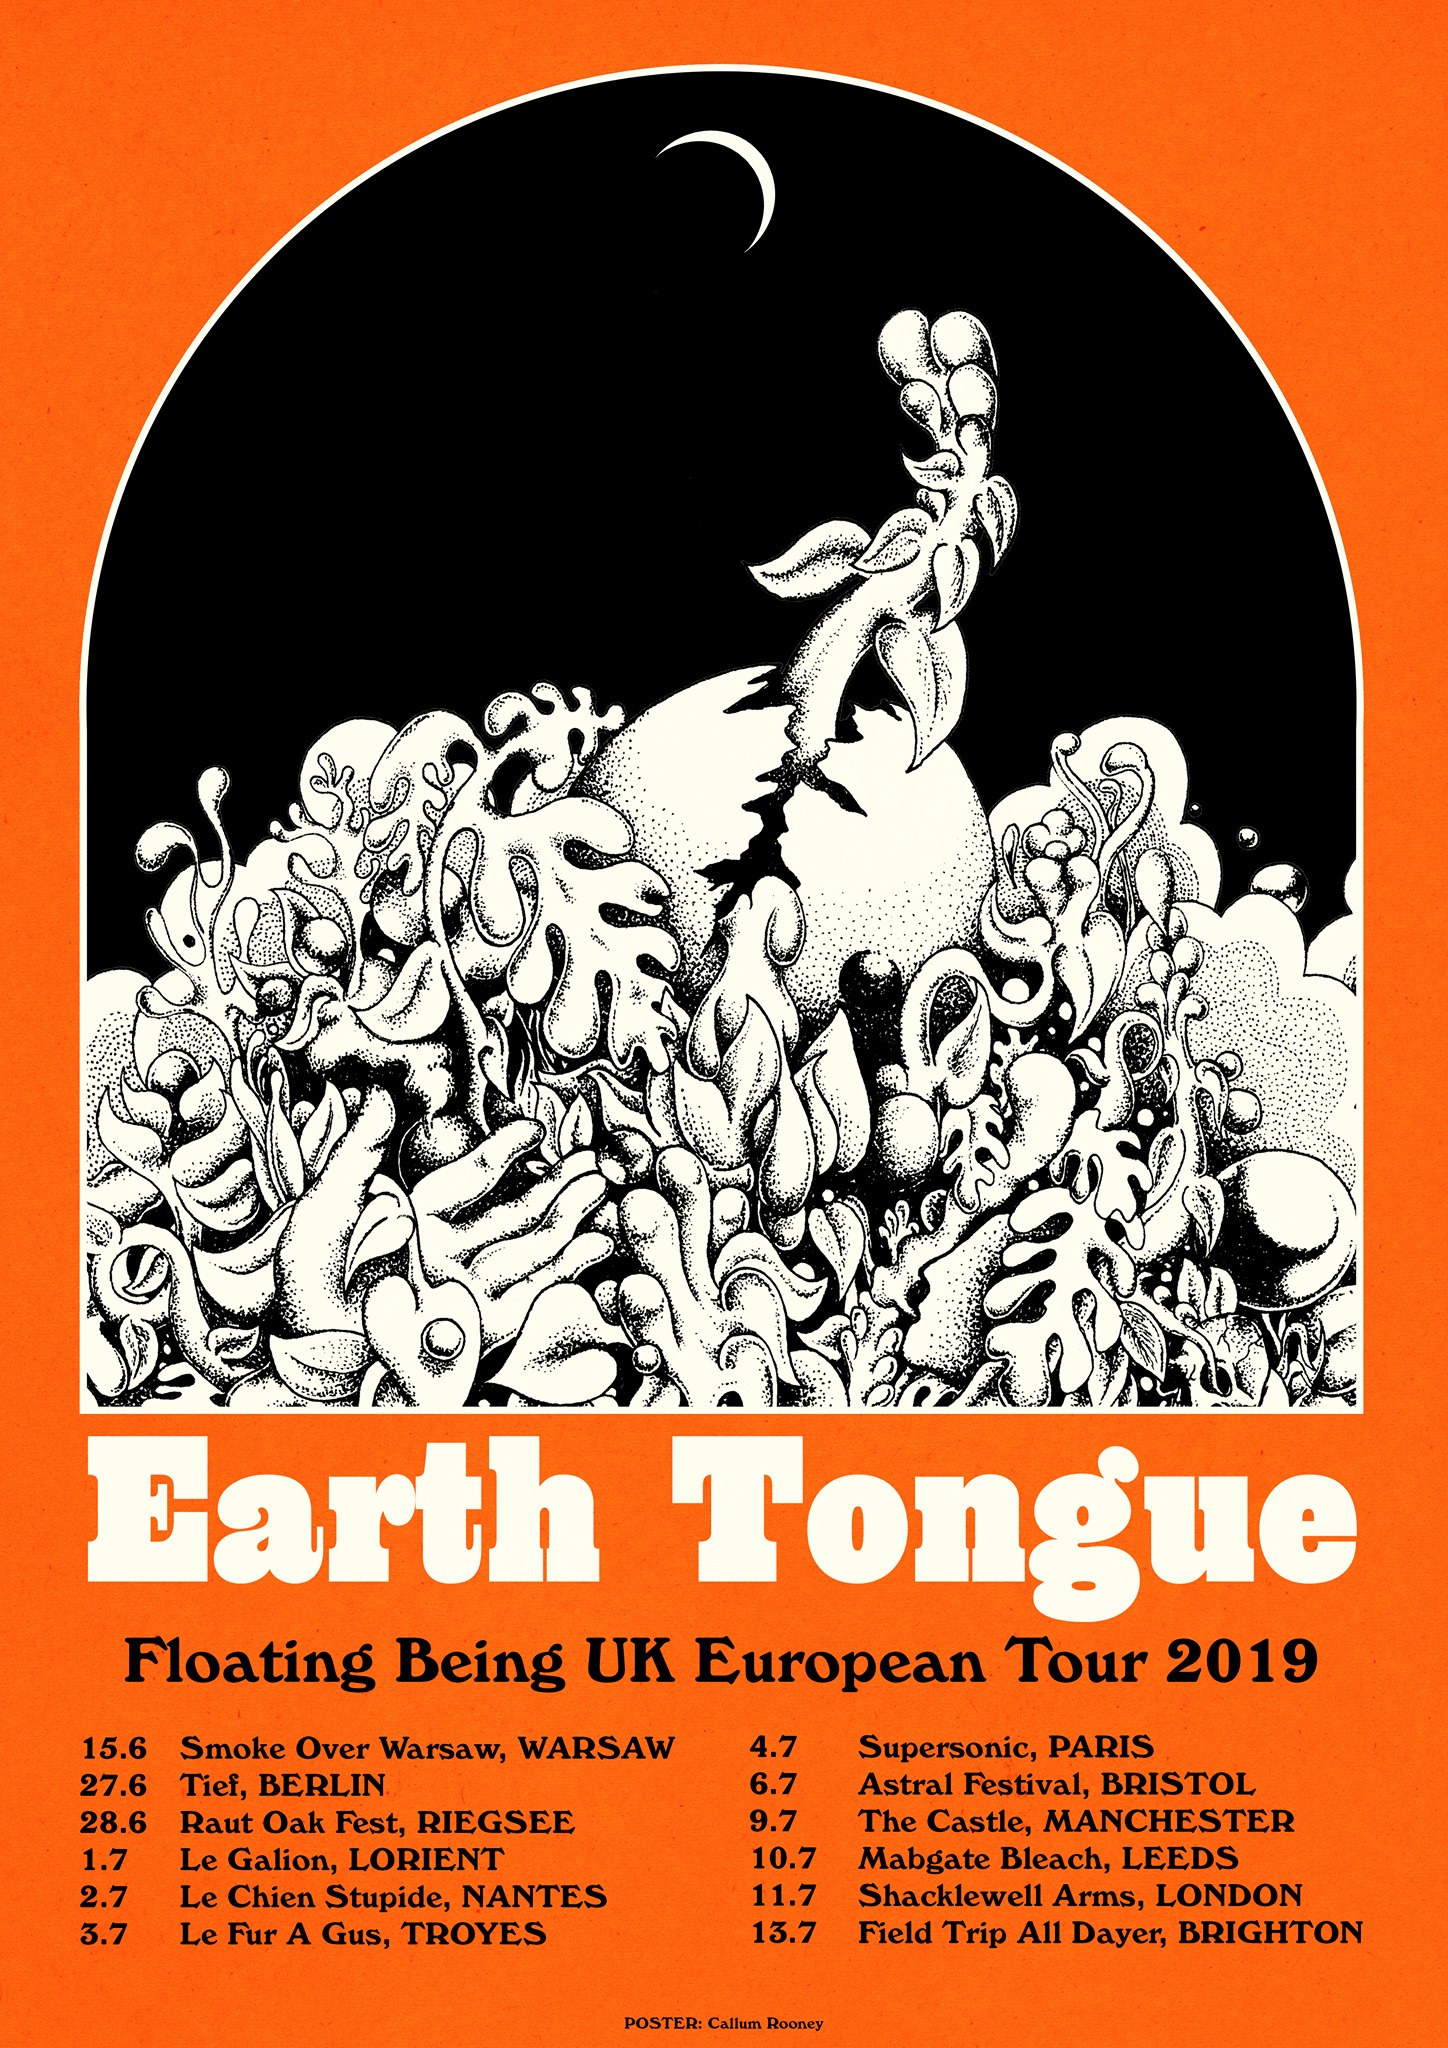 Earth Tongue
Floating Being UK European Tour 2019
15.6 Smoke Over Warsaw, WARSAW
27.6 Tief, BERLIN
28.6 Raut Oak Fest, RIEGSEE
1.7 Le Galion, LORIENT
2.7 Le Chien Stupide, NANTES
3.7 Le Fur A Gus, TROYES
4.7 Supersonic, PARIS
6.7 Astral Festival, BRISTOL
9.7 The Castle, MANCHESTER
10.7 Mabgate Bleach, LEEDS
11.7 Shacklewell Arms, LONDON
13.7 Field Trip All Dayer, BRIGHTON
POSTER: Callum Rooney